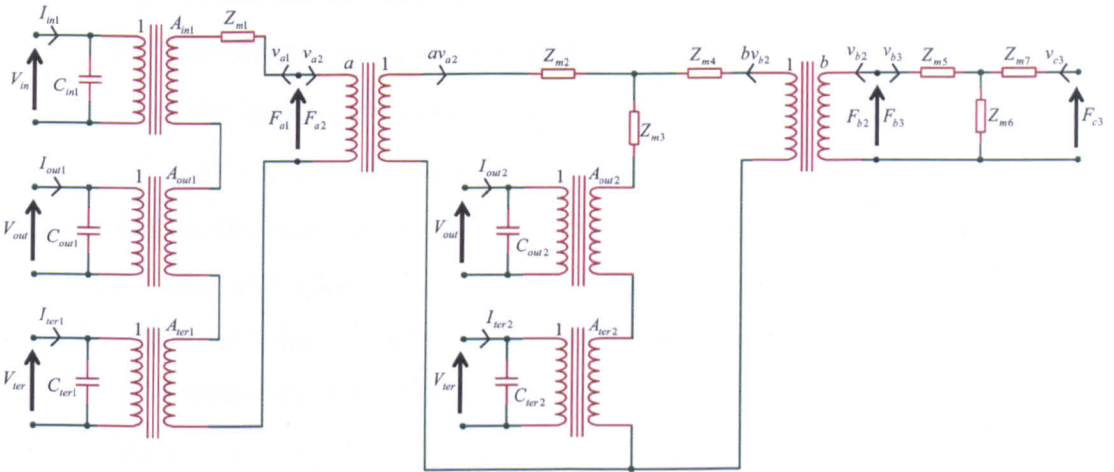 I_in1
1
A_in1
Z_m1
V_in
C_in1
v_a1
v_a2
a
1
av_a2
F_a1
F_a2
Z_m2
Z_m4
bv_b2
1
b
v_b2
v_b3
Z_m5
Z_m7
v_c3
Z_m3
F_b2
F_b3
Z_m6
F_c3
I_out1
1
A_out1
V_out
C_out1
I_out2
1
A_out2
V_out
C_out2
I_ter1
1
A_ter1
V_ter
C_ter1
I_ter2
1
A_ter2
V_ter
C_ter2